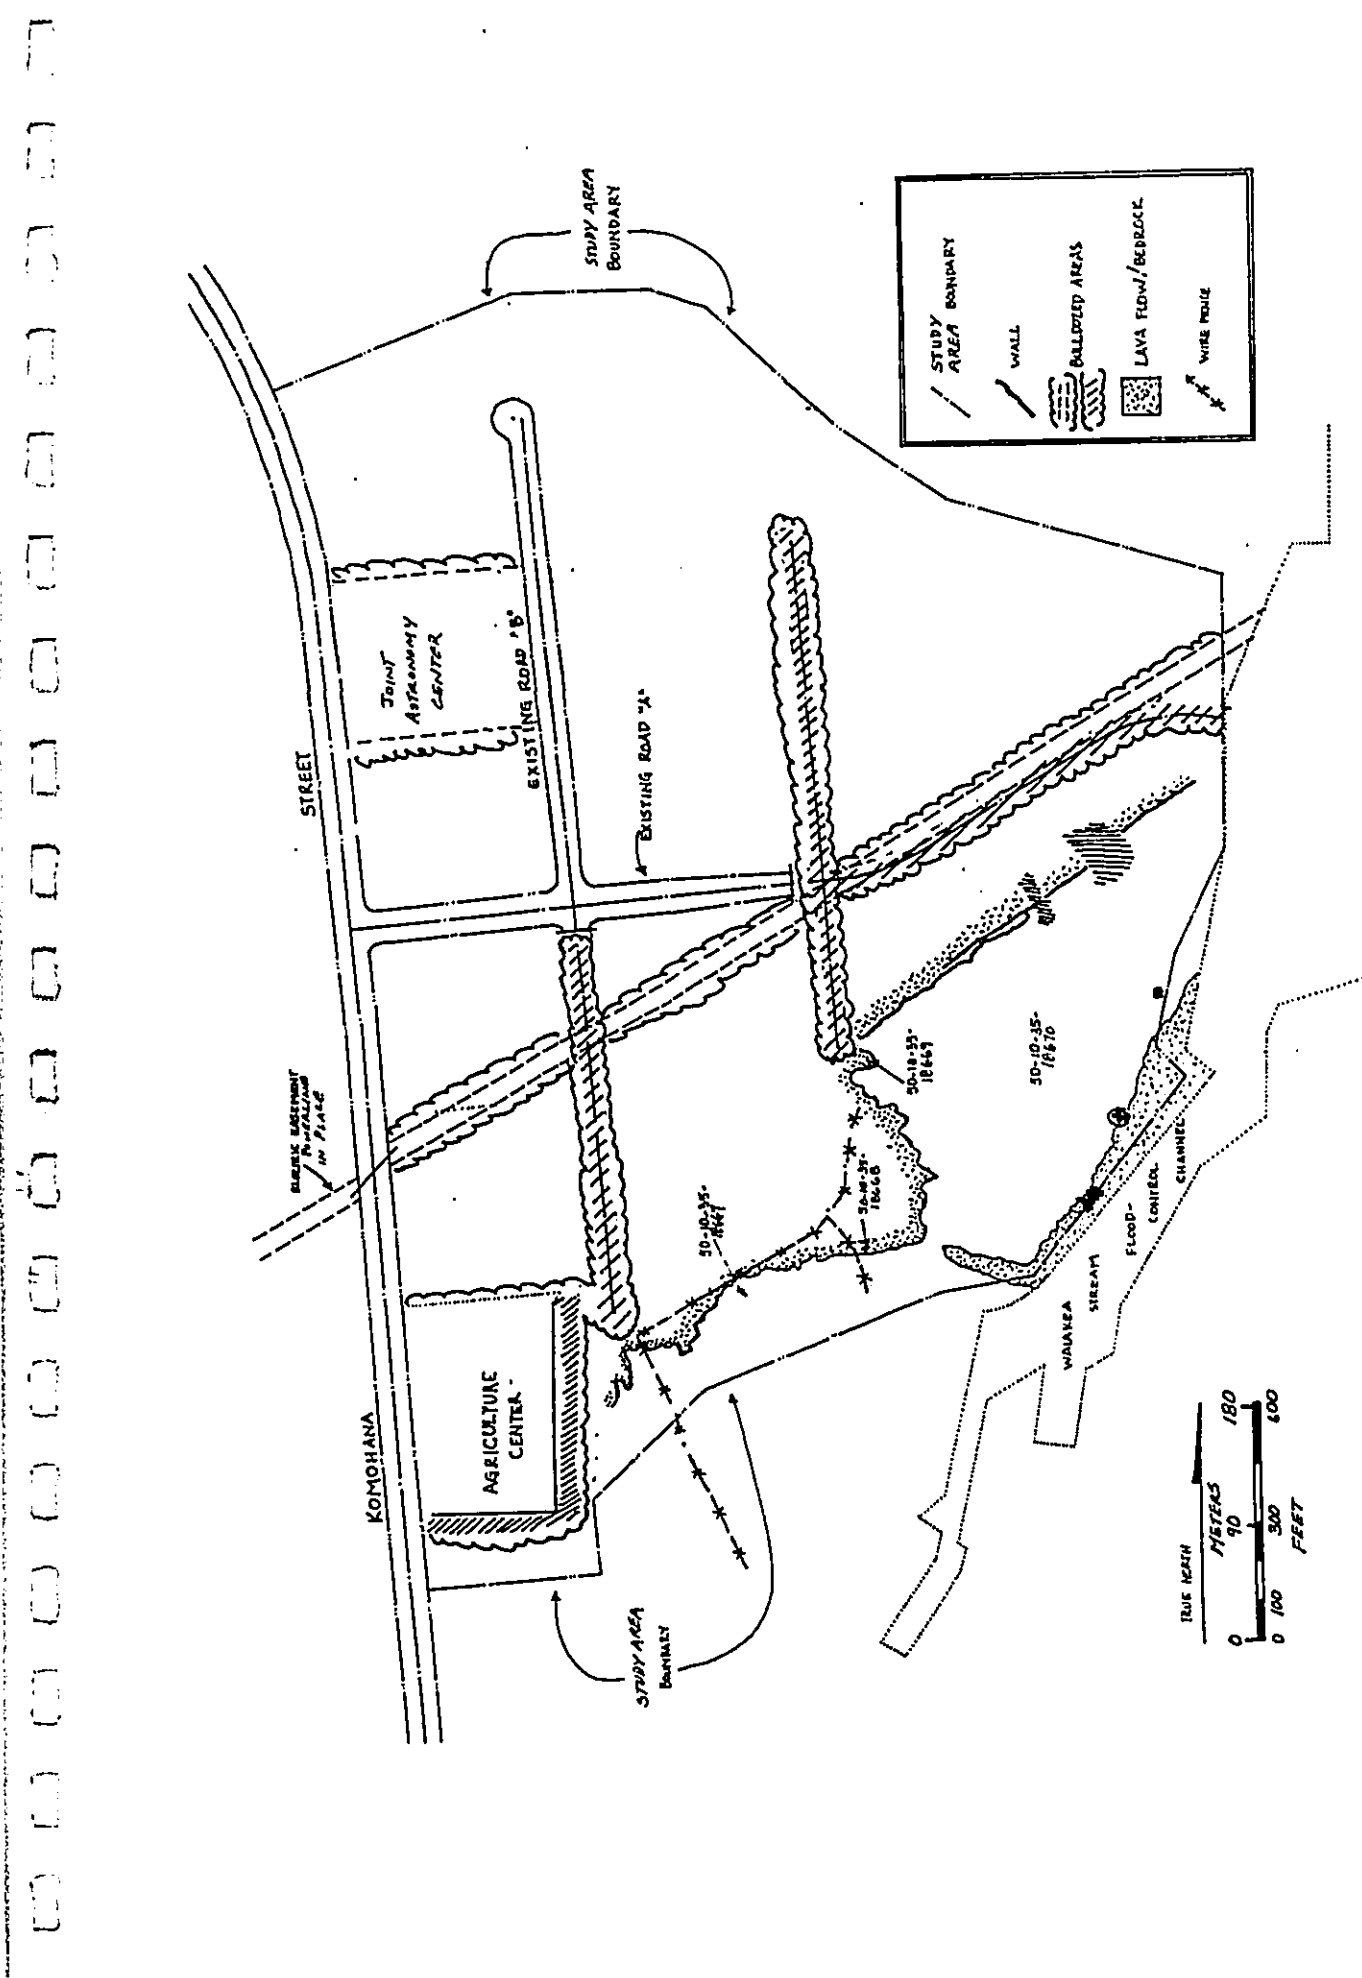 STUDY AREA
BOUNDARY
STREET
JOINT
ASTRONOMY
CENTER
EXISTING ROAD "B"
EXISTING ROAD "A"
STUDY
AREA BOUNDARY
WALL
BULLDOZED AREAS
LAVA FLOW/BEDROCK
WIRE FENCE
EASEMENT
POWERLINE
IN PLACE
KOMOHANA
AGRICULTURE
CENTER
50-10-35-
50-10-35-
18668
50-10-35-
18669
50-10-35-
18670
FLOOD-
CONTROL
CHANNEL
WAIAKEA
STREAM
STUDY AREA
BOUNDARY
TRUE NORTH
METERS
0 90 180
0 100 300 600
FEET